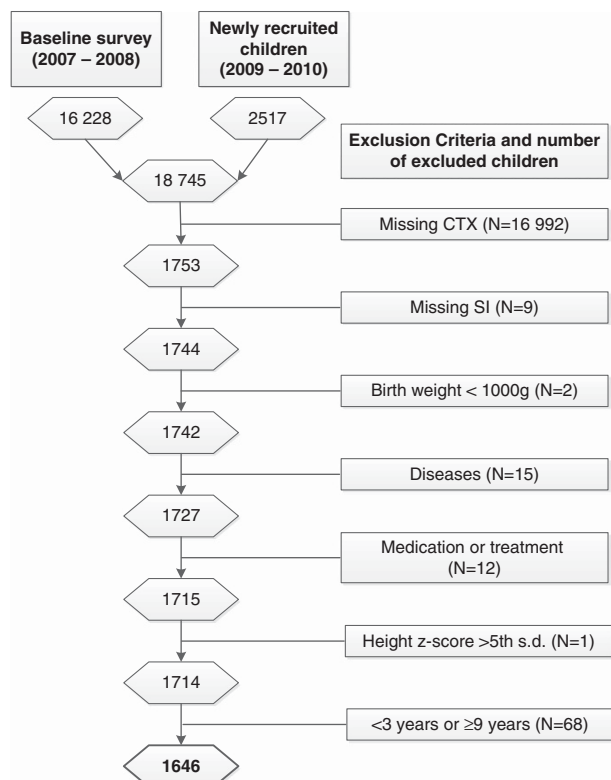 Baseline survey
(2007 – 2008)
Newly recruited
children
(2009 – 2010)
16 228
2517
Exclusion Criteria and number
of excluded children
18 745
Missing CTX (N=16 992)
1753
Missing SI (N=9)
1744
Birth weight < 1000g (N=2)
1742
Diseases (N=15)
1727
Medication or treatment
(N=12)
1715
Height z-score >5th s.d. (N=1)
1714
<3 years or ≥9 years (N=68)
1646